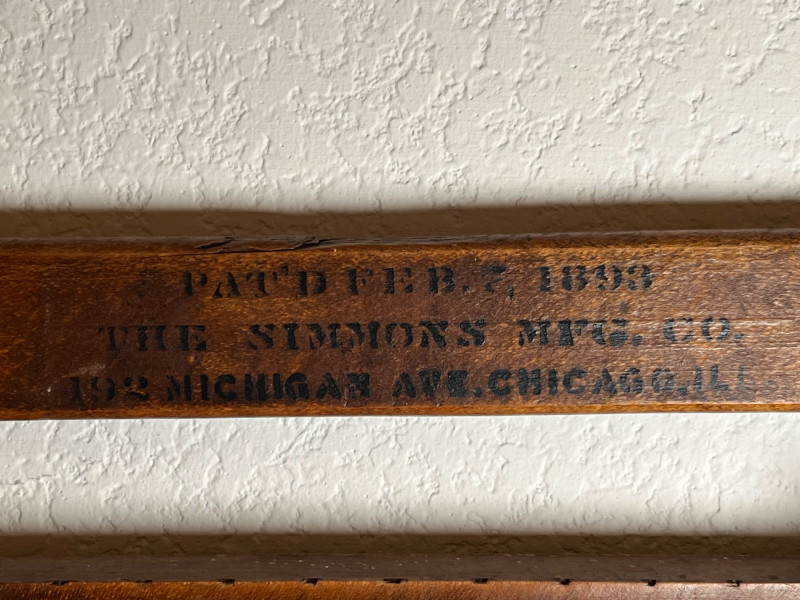 PAT'D FEB. 7, 1893
THE SIMMONS MFG. CO.
192 MICHIGAN AVE. CHICAGO, ILL